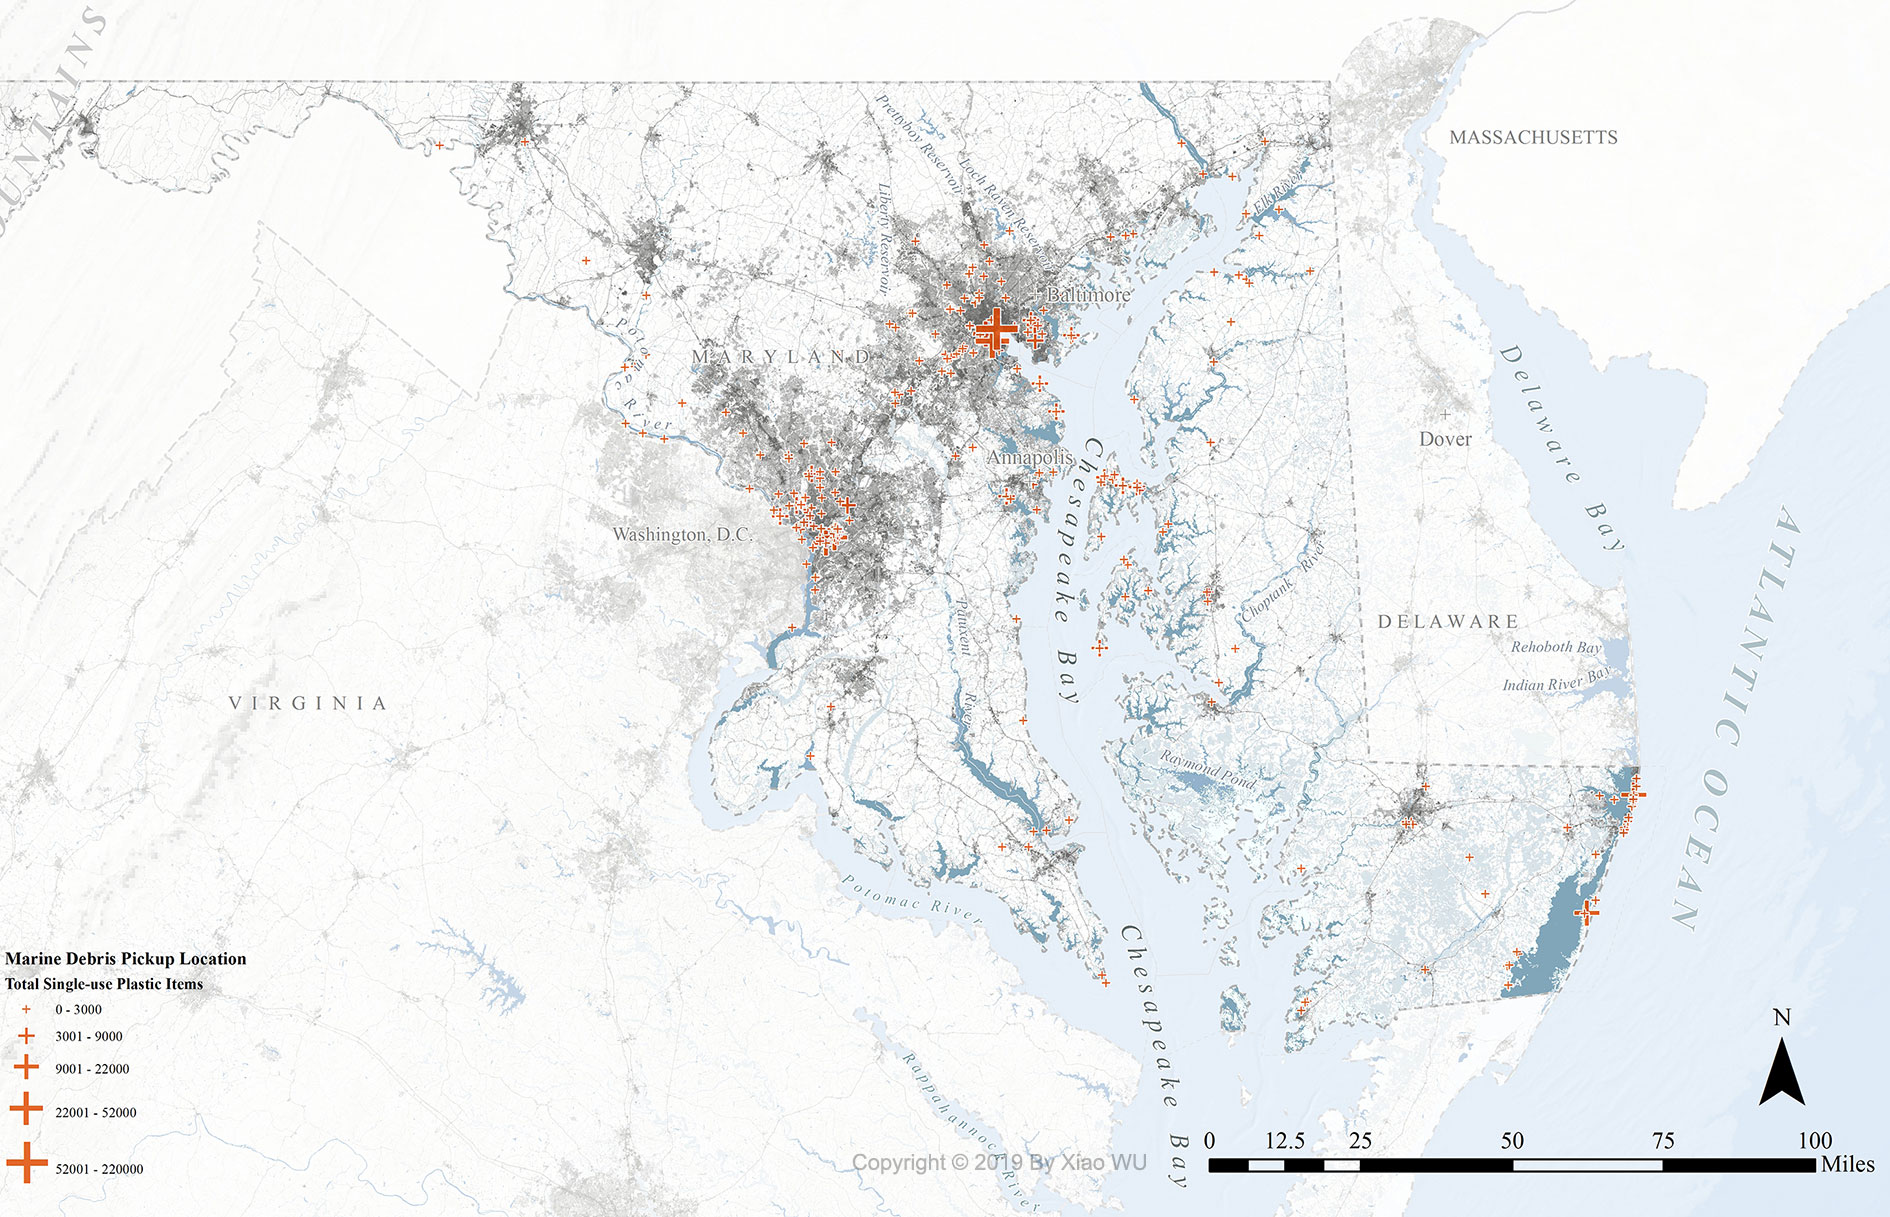 MOUNTAINS
MASSACHUSETTS
Prettyboy Reservoir
Loch Raven Reservoir
Liberty Reservoir
Elk River
Baltimore
Potomac River
MARYLAND
Delaware Bay
Dover
Annapolis
Chesapeake Bay
Washington, D.C.
ATLANTIC OCEAN
Choptank River
Patuxent River
DELAWARE
Rehoboth Bay
Indian River Bay
VIRGINIA
Raymond Pond
Potomac River
Chesapeake Bay
Rappahannock River
Marine Debris Pickup Location
Total Single-use Plastic Items
0 - 3000
3001 - 9000
9001 - 22000
22001 - 52000
52001 - 220000
N
0 12.5 25 50 75 100
Miles
Copyright © 2019 By Xiao WU